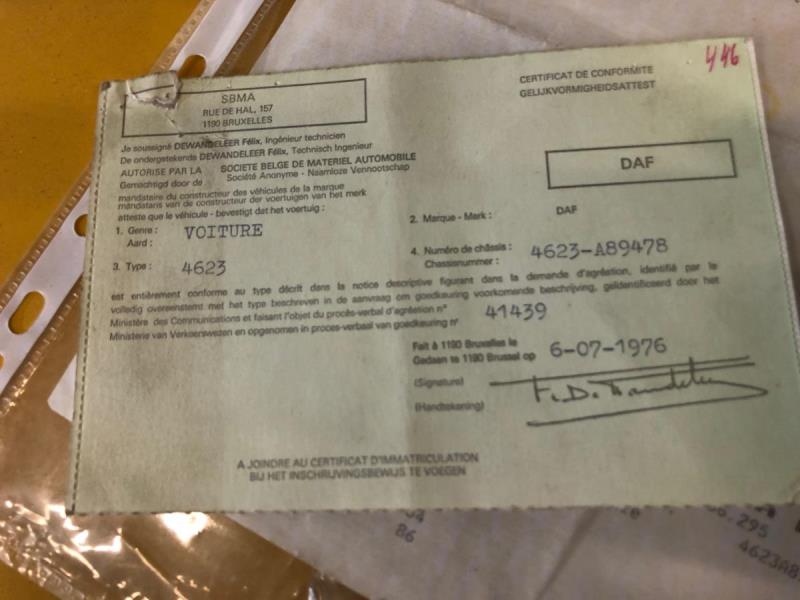 446
SBMA
RUE DE HAL, 157
1190 BRUXELLES
CERTIFICAT DE CONFORMITE
GELIJKVORMIGHEIDSATTEST
Je soussigné DEWANDELEER Félix, Ingénieur technicien
De ondergetekende DEWANDELEER Félix, Technisch Ingenieur
AUTORISE PAR LA SOCIETE BELGE DE MATERIEL AUTOMOBILE
Gemachtigd door de Société Anonyme - Naamloze Vennootschap
mandataire du constructeur des véhicules de la marque
mandataris van de constructeur der voertuigen van het merk
DAF
atteste que le véhicule - bevestigt dat het voertuig :
1. Genre : VOITURE
Aard :
2. Marque - Merk : DAF
3. Type : 4623
4. Numéro de châssis : 4623-A89478
Chassisnummer :
est entièrement conforme au type décrit dans la notice descriptive figurant dans la demande d'agréation, identifié par le
volledig overeenstemt met het type beschreven in de aanvraag om goedkeuring voorkomende beschrijving, geïdentificeerd door het
Ministère des Communications et faisant l'objet du procès-verbal d'agréation n° 41439
Ministerie van Verkeerswezen en opgenomen in proces-verbaal van goedkeuring n°
Fait à 1190 Bruxelles le 6-07-1976
Gedaan te 1190 Brussel op
(Signature)
(Handtekening)
A JOINDRE AU CERTIFICAT D'IMMATRICULATION
BIJ HET INSCHRIJVINGSBEWIJS TE VOEGEN
86
.295
4623A8